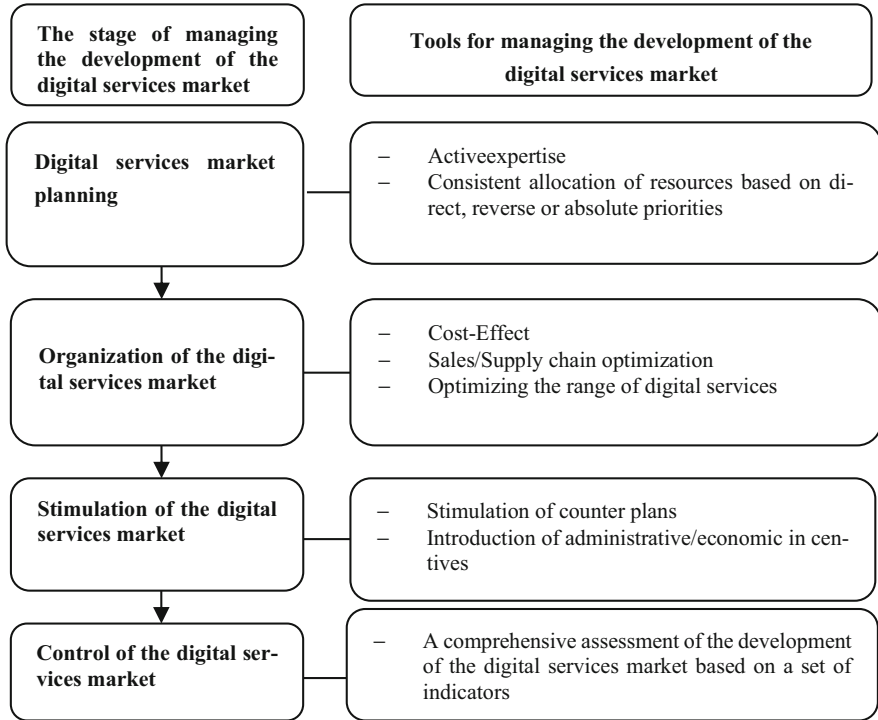 The stage of managing
the development of the
digital services market
Tools for managing the development of the
digital services market
Digital services market
planning
– Activeexpertise
– Consistent allocation of resources based on di-
rect, reverse or absolute priorities
Organization of the digi-
tal services market
– Cost-Effect
– Sales/Supply chain optimization
– Optimizing the range of digital services
Stimulation of the digital
services market
– Stimulation of counter plans
– Introduction of administrative/economic in cen-
tives
Control of the digital ser-
vices market
– A comprehensive assessment of the development
of the digital services market based on a set of
indicators